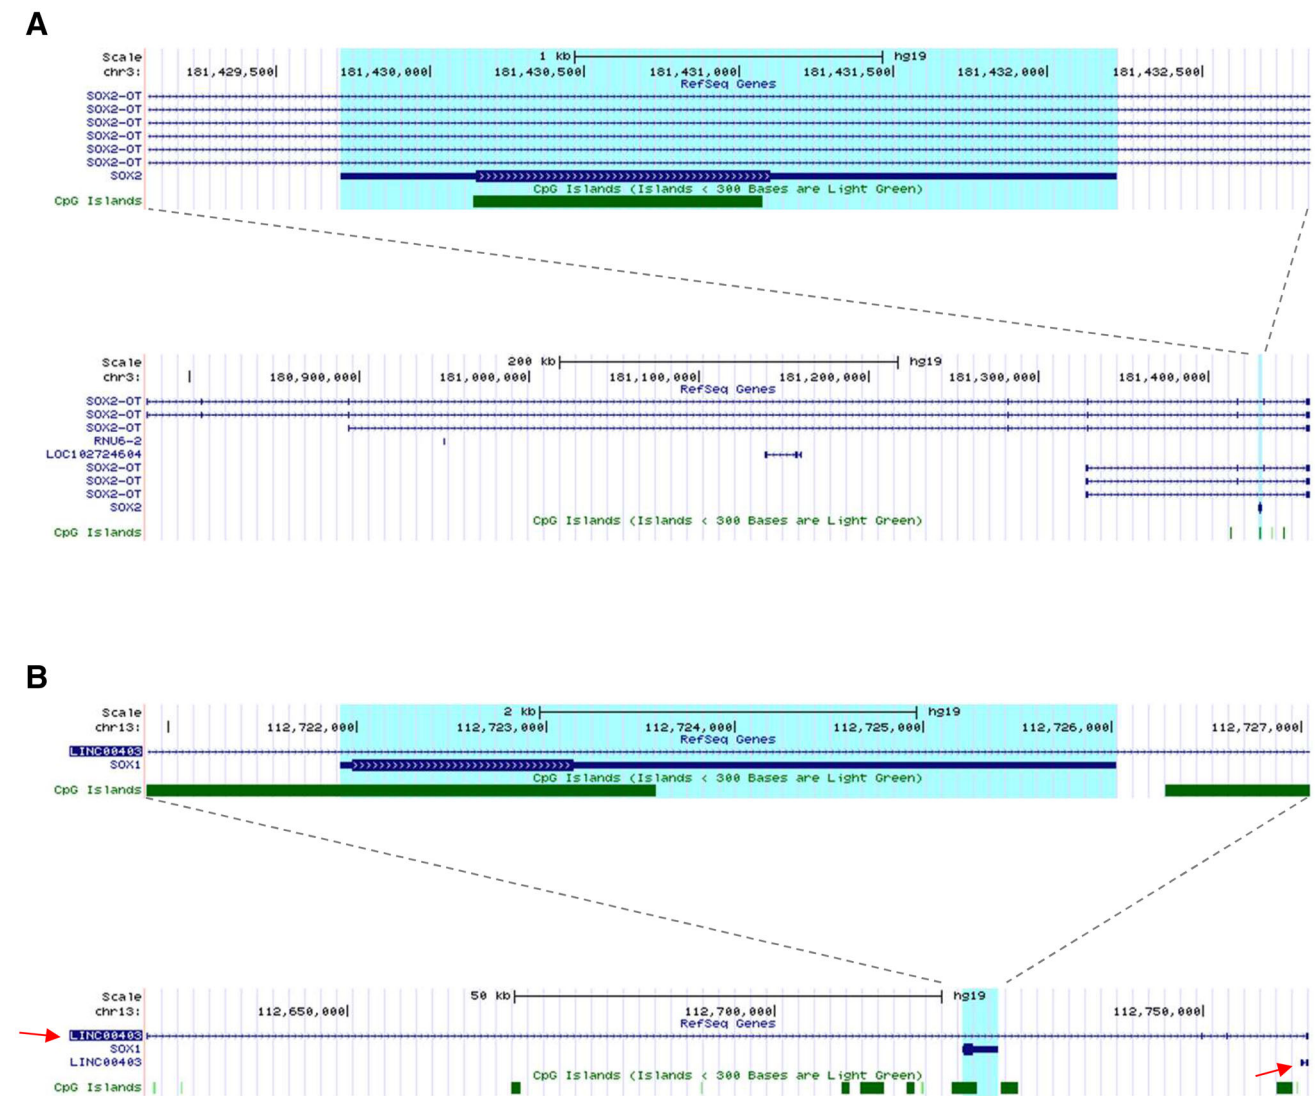 A
Scale 1 kb hg19
chr3: 181,429,500| 181,430,000| 181,430,500| 181,431,000| 181,431,500| 181,432,000| 181,432,500|
RefSeq Genes
SOX2-OT
SOX2-OT
SOX2-OT
SOX2-OT
SOX2-OT
SOX2-OT
SOX2
CpG Islands (Islands < 300 Bases are Light Green)
CpG Islands
Scale 200 kb hg19
chr3: | 180,900,000| 181,000,000| 181,100,000| 181,200,000| 181,300,000| 181,400,000|
RefSeq Genes
SOX2-OT
SOX2-OT
SOX2-OT
RNU6-2
LOC102724604
SOX2-OT
SOX2-OT
SOX2-OT
SOX2
CpG Islands (Islands < 300 Bases are Light Green)
CpG Islands
B
Scale 2 kb hg19
chr13: | 112,722,000| 112,723,000| 112,724,000| 112,725,000| 112,726,000| 112,727,000|
RefSeq Genes
LINC00403
SOX1
CpG Islands (Islands < 300 Bases are Light Green)
CpG Islands
Scale 50 kb hg19
chr13: 112,650,000| 112,700,000| 112,750,000|
RefSeq Genes
LINC00403
SOX1
LINC00403
CpG Islands (Islands < 300 Bases are Light Green)
CpG Islands